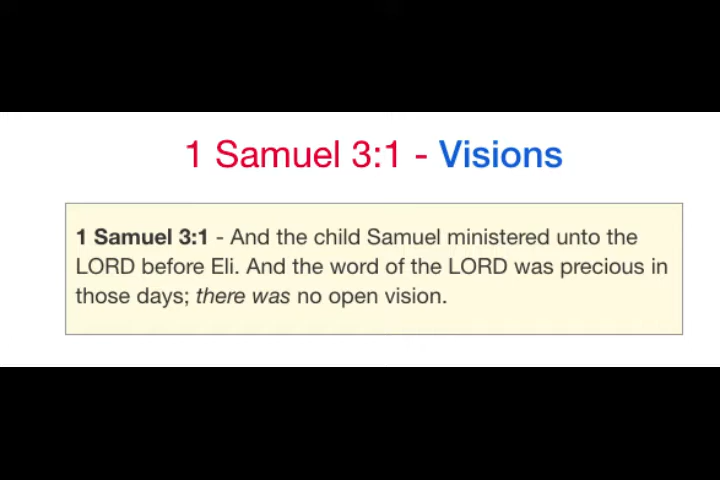 1 Samuel 3:1 - Visions
1 Samuel 3:1 - And the child Samuel ministered unto the
LORD before Eli. And the word of the LORD was precious in
those days; there was no open vision.